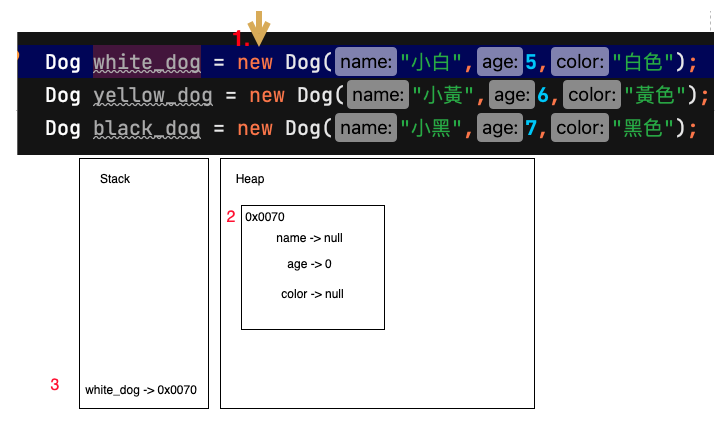 1.
Dog white_dog = new Dog( name: "小白", age: 5, color: "白色");
Dog yellow_dog = new Dog( name: "小黃", age: 6, color: "黃色");
Dog black_dog = new Dog( name: "小黑", age: 7, color: "黑色");
Stack
Heap
2
0x0070
name -> null
age -> 0
color -> null
3
white_dog -> 0x0070